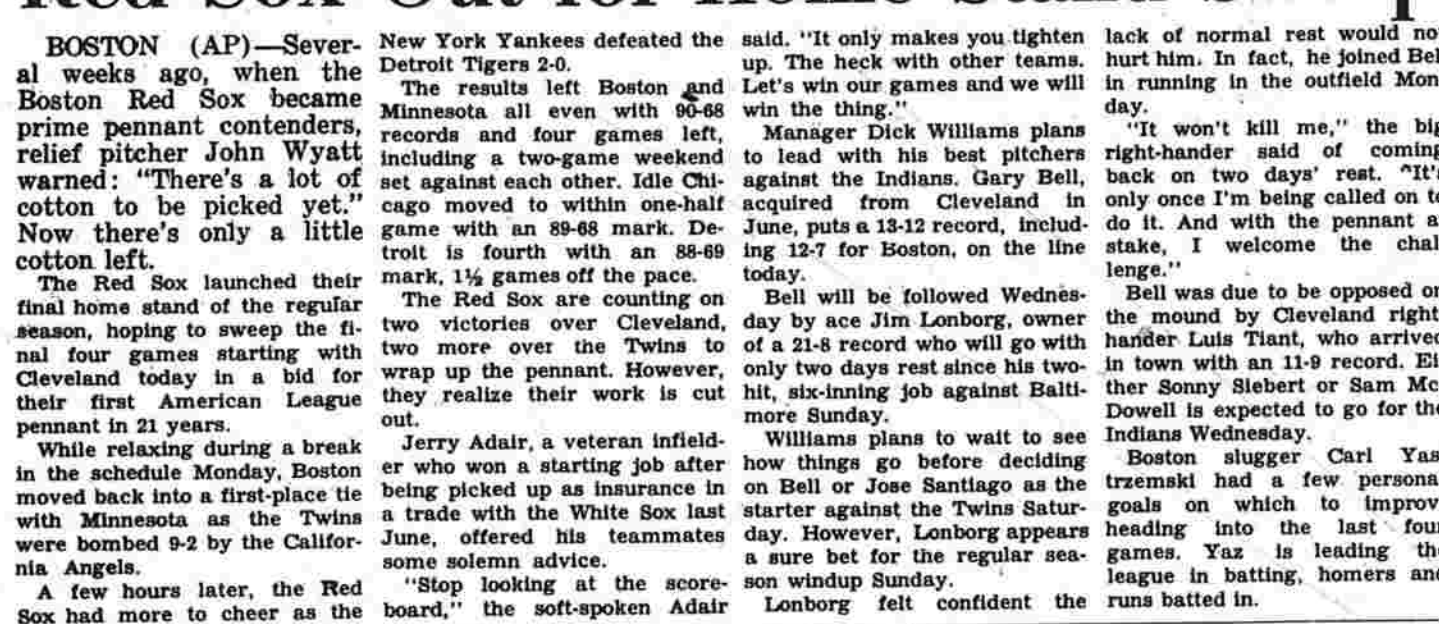 BOSTON (AP)—Sever-
al weeks ago, when the
Boston Red Sox became
prime pennant contenders,
relief pitcher John Wyatt
warned: "There's a lot of
cotton to be picked yet."
Now there's only a little
cotton left.
The Red Sox launched their
final home stand of the regular
season, hoping to sweep the fi-
nal four games starting with
Cleveland today in a bid for
their first American League
pennant in 21 years.
While relaxing during a break
in the schedule Monday, Boston
moved back into a first-place tie
with Minnesota as the Twins
were bombed 9-2 by the Califor-
nia Angels.
A few hours later, the Red
Sox had more to cheer as the
New York Yankees defeated the
Detroit Tigers 2-0.
The results left Boston and
Minnesota all even with 90-68
records and four games left,
including a two-game weekend
set against each other. Idle Chi-
cago moved to within one-half
game with an 89-68 mark. De-
troit is fourth with an 88-69
mark, 1½ games off the pace.
The Red Sox are counting on
two victories over Cleveland,
two more over the Twins to
wrap up the pennant. However,
they realize their work is cut
out.
Jerry Adair, a veteran infield-
er who won a starting job after
being picked up as insurance in
a trade with the White Sox last
June, offered his teammates
some solemn advice.
"Stop looking at the score-
board," the soft-spoken Adair
said. "It only makes you tighten
up. The heck with other teams.
Let's win our games and we will
win the thing."
Manager Dick Williams plans
to lead with his best pitchers
against the Indians. Gary Bell,
acquired from Cleveland in
June, puts a 13-12 record, includ-
ing 12-7 for Boston, on the line
today.
Bell will be followed Wednes-
day by ace Jim Lonborg, owner
of a 21-8 record who will go with
only two days rest since his two-
hit, six-inning job against Balti-
more Sunday.
Williams plans to wait to see
how things go before deciding
on Bell or Jose Santiago as the
starter against the Twins Satur-
day. However, Lonborg appears
a sure bet for the regular sea-
son windup Sunday.
Lonborg felt confident the
lack of normal rest would no
hurt him. In fact, he joined Bel
in running in the outfield Mon
day.
"It won't kill me," the big
right-hander said of coming
back on two days' rest. "It's
only once I'm being called on to
do it. And with the pennant a
stake, I welcome the chal
lenge."
Bell was due to be opposed on
the mound by Cleveland right
hander Luis Tiant, who arrived
in town with an 11-9 record. Ei
ther Sonny Siebert or Sam Mc
Dowell is expected to go for the
Indians Wednesday.
Boston slugger Carl Yas
trzemski had a few persona
goals on which to improv
heading into the last four
games. Yaz is leading the
league in batting, homers and
runs batted in.